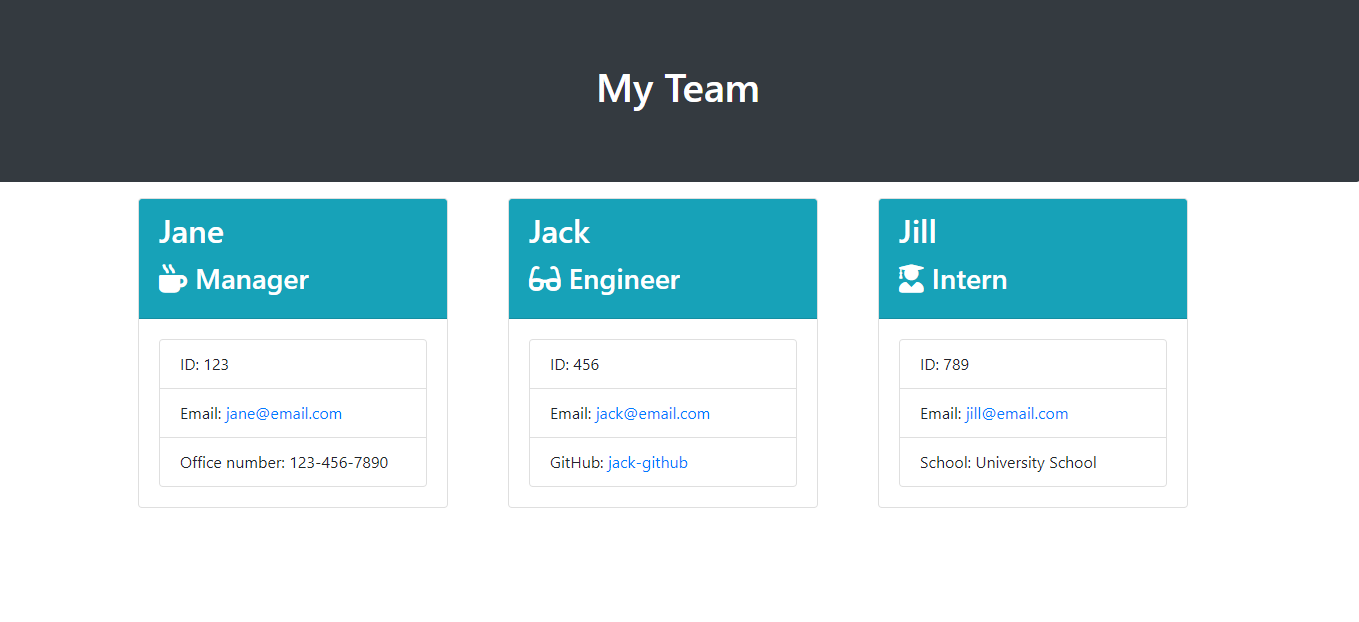 My Team
Jane
Manager
ID: 123
Email: jane@email.com
Office number: 123-456-7890
Jack
Engineer
ID: 456
Email: jack@email.com
GitHub: jack-github
Jill
Intern
ID: 789
Email: jill@email.com
School: University School